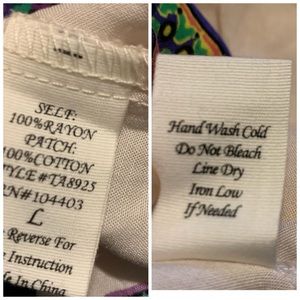 SELF:
100%RAYON
PATCH:
100%COTTON
STYLE#TA8925
RN#104403
L
Reverse For
Instruction
Made In China
Hand Wash Cold
Do Not Bleach
Line Dry
Iron Low
If Needed